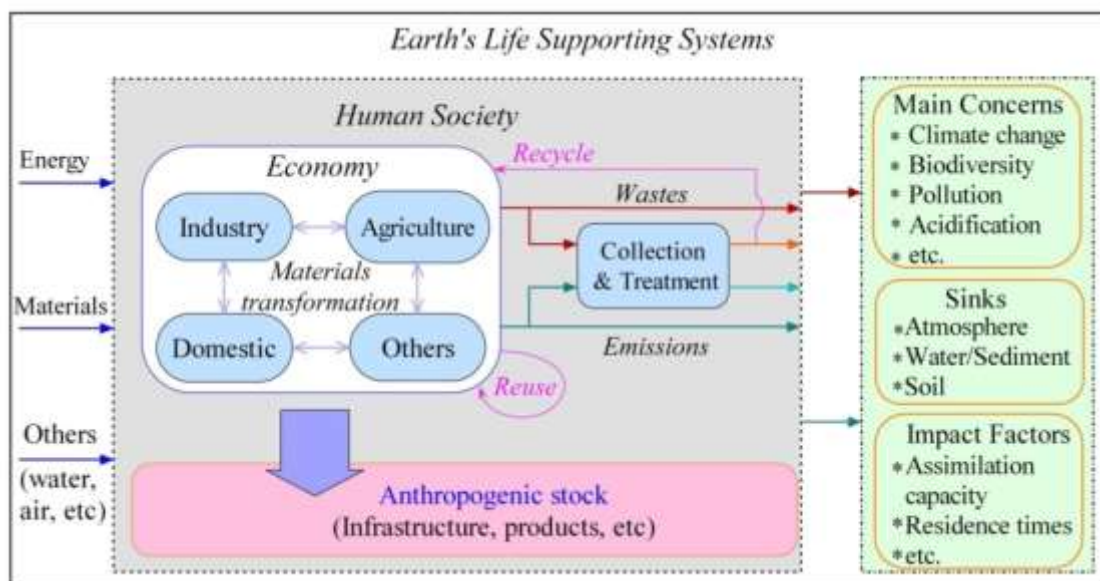 Earth's Life Supporting Systems
Energy
Materials
Others
(water,
air, etc)
Human Society
Economy
Industry
Agriculture
Materials
transformation
Domestic
Others
Recycle
Wastes
Collection
& Treatment
Emissions
Reuse
Anthropogenic stock
(Infrastructure, products, etc)
Main Concerns
* Climate change
* Biodiversity
* Pollution
* Acidification
* etc.
Sinks
*Atmosphere
*Water/Sediment
*Soil
Impact Factors
*Assimilation
capacity
*Residence times
*etc.